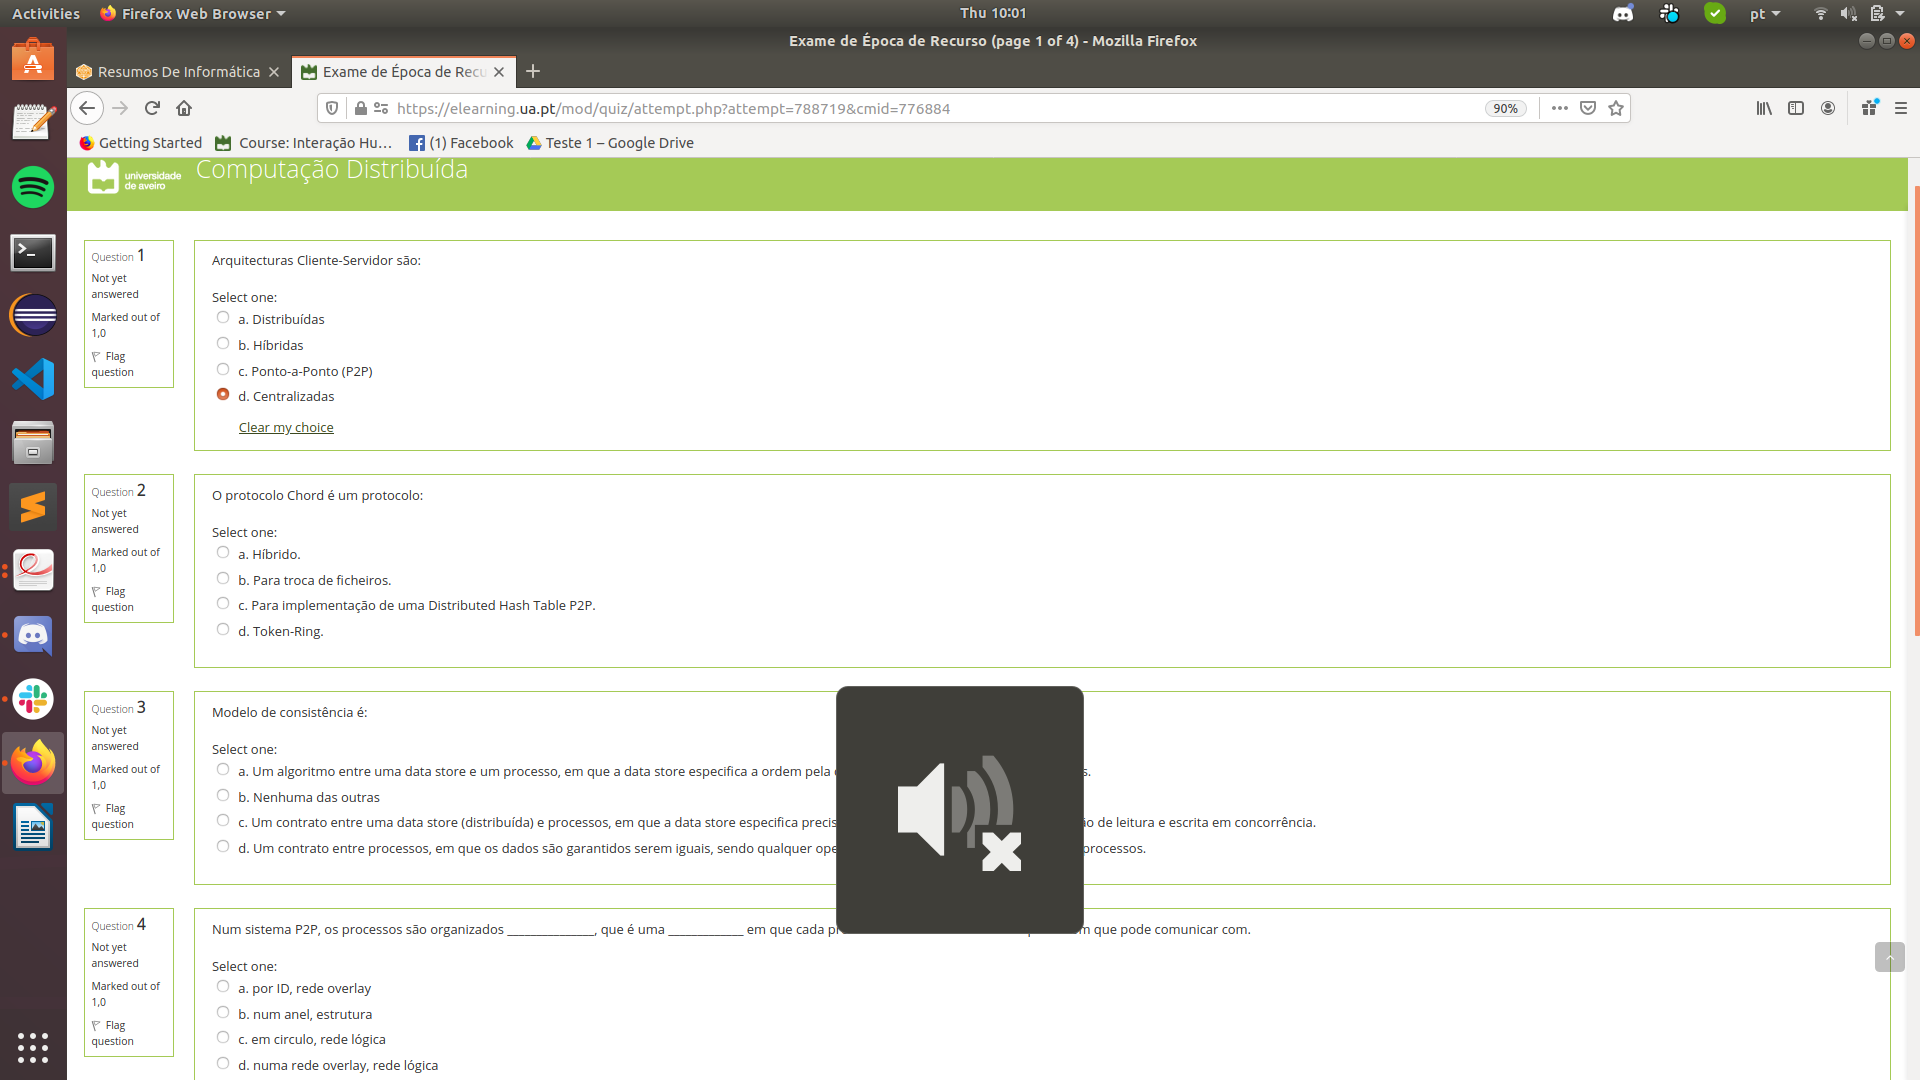 Activities
Firefox Web Browser
Thu 10:01
pt
Exame de Época de Recurso (page 1 of 4) - Mozilla Firefox
Resumos De Informática
Exame de Época de Recu
https://elearning.ua.pt/mod/quiz/attempt.php?attempt=788719&cmid=776884
90%
Getting Started
Course: Interação Hu...
(1) Facebook
Teste 1 – Google Drive
universidade
de aveiro
Computação Distribuída
Question 1
Not yet
answered
Marked out of
1,0
Flag
question
Arquitecturas Cliente-Servidor são:
Select one:
a. Distribuídas
b. Híbridas
c. Ponto-a-Ponto (P2P)
d. Centralizadas
Clear my choice
Question 2
Not yet
answered
Marked out of
1,0
Flag
question
O protocolo Chord é um protocolo:
Select one:
a. Híbrido.
b. Para troca de ficheiros.
c. Para implementação de uma Distributed Hash Table P2P.
d. Token-Ring.
Question 3
Not yet
answered
Marked out of
1,0
Flag
question
Modelo de consistência é:
Select one:
a. Um algoritmo entre uma data store e um processo, em que a data store especifica a ordem pela
b. Nenhuma das outras
c. Um contrato entre uma data store (distribuída) e processos, em que a data store especifica de leitura e escrita em concorrência.
d. Um contrato entre processos, em que os dados são garantidos serem iguais, sendo qualquer processos.
Question 4
Not yet
answered
Marked out of
1,0
Flag
question
Num sistema P2P, os processos são organizados ______________, que é uma ____________ em que cada que pode comunicar com.
Select one:
a. por ID, rede overlay
b. num anel, estrutura
c. em circulo, rede lógica
d. numa rede overlay, rede lógica